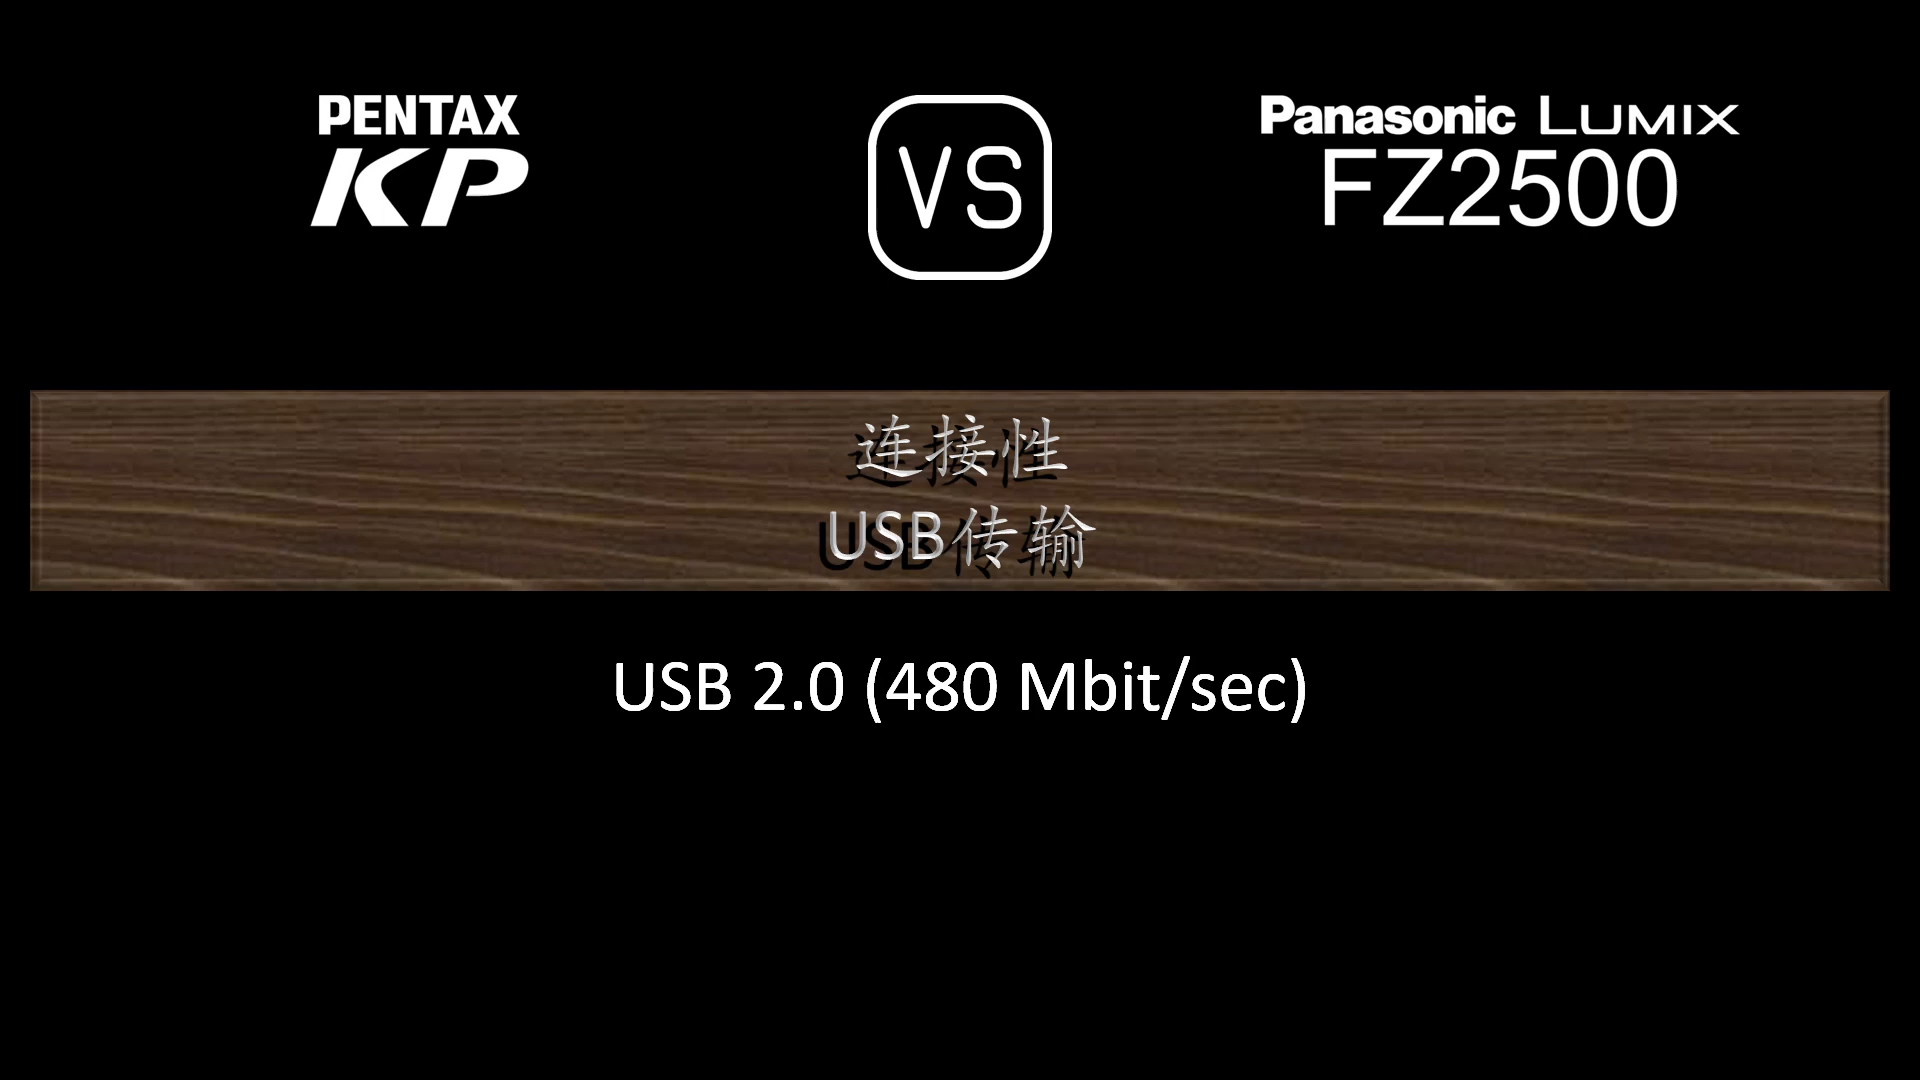 PENTAX
KP
VS
Panasonic LUMIX
FZ2500
连接性
USB传输
USB 2.0 (480 Mbit/sec)